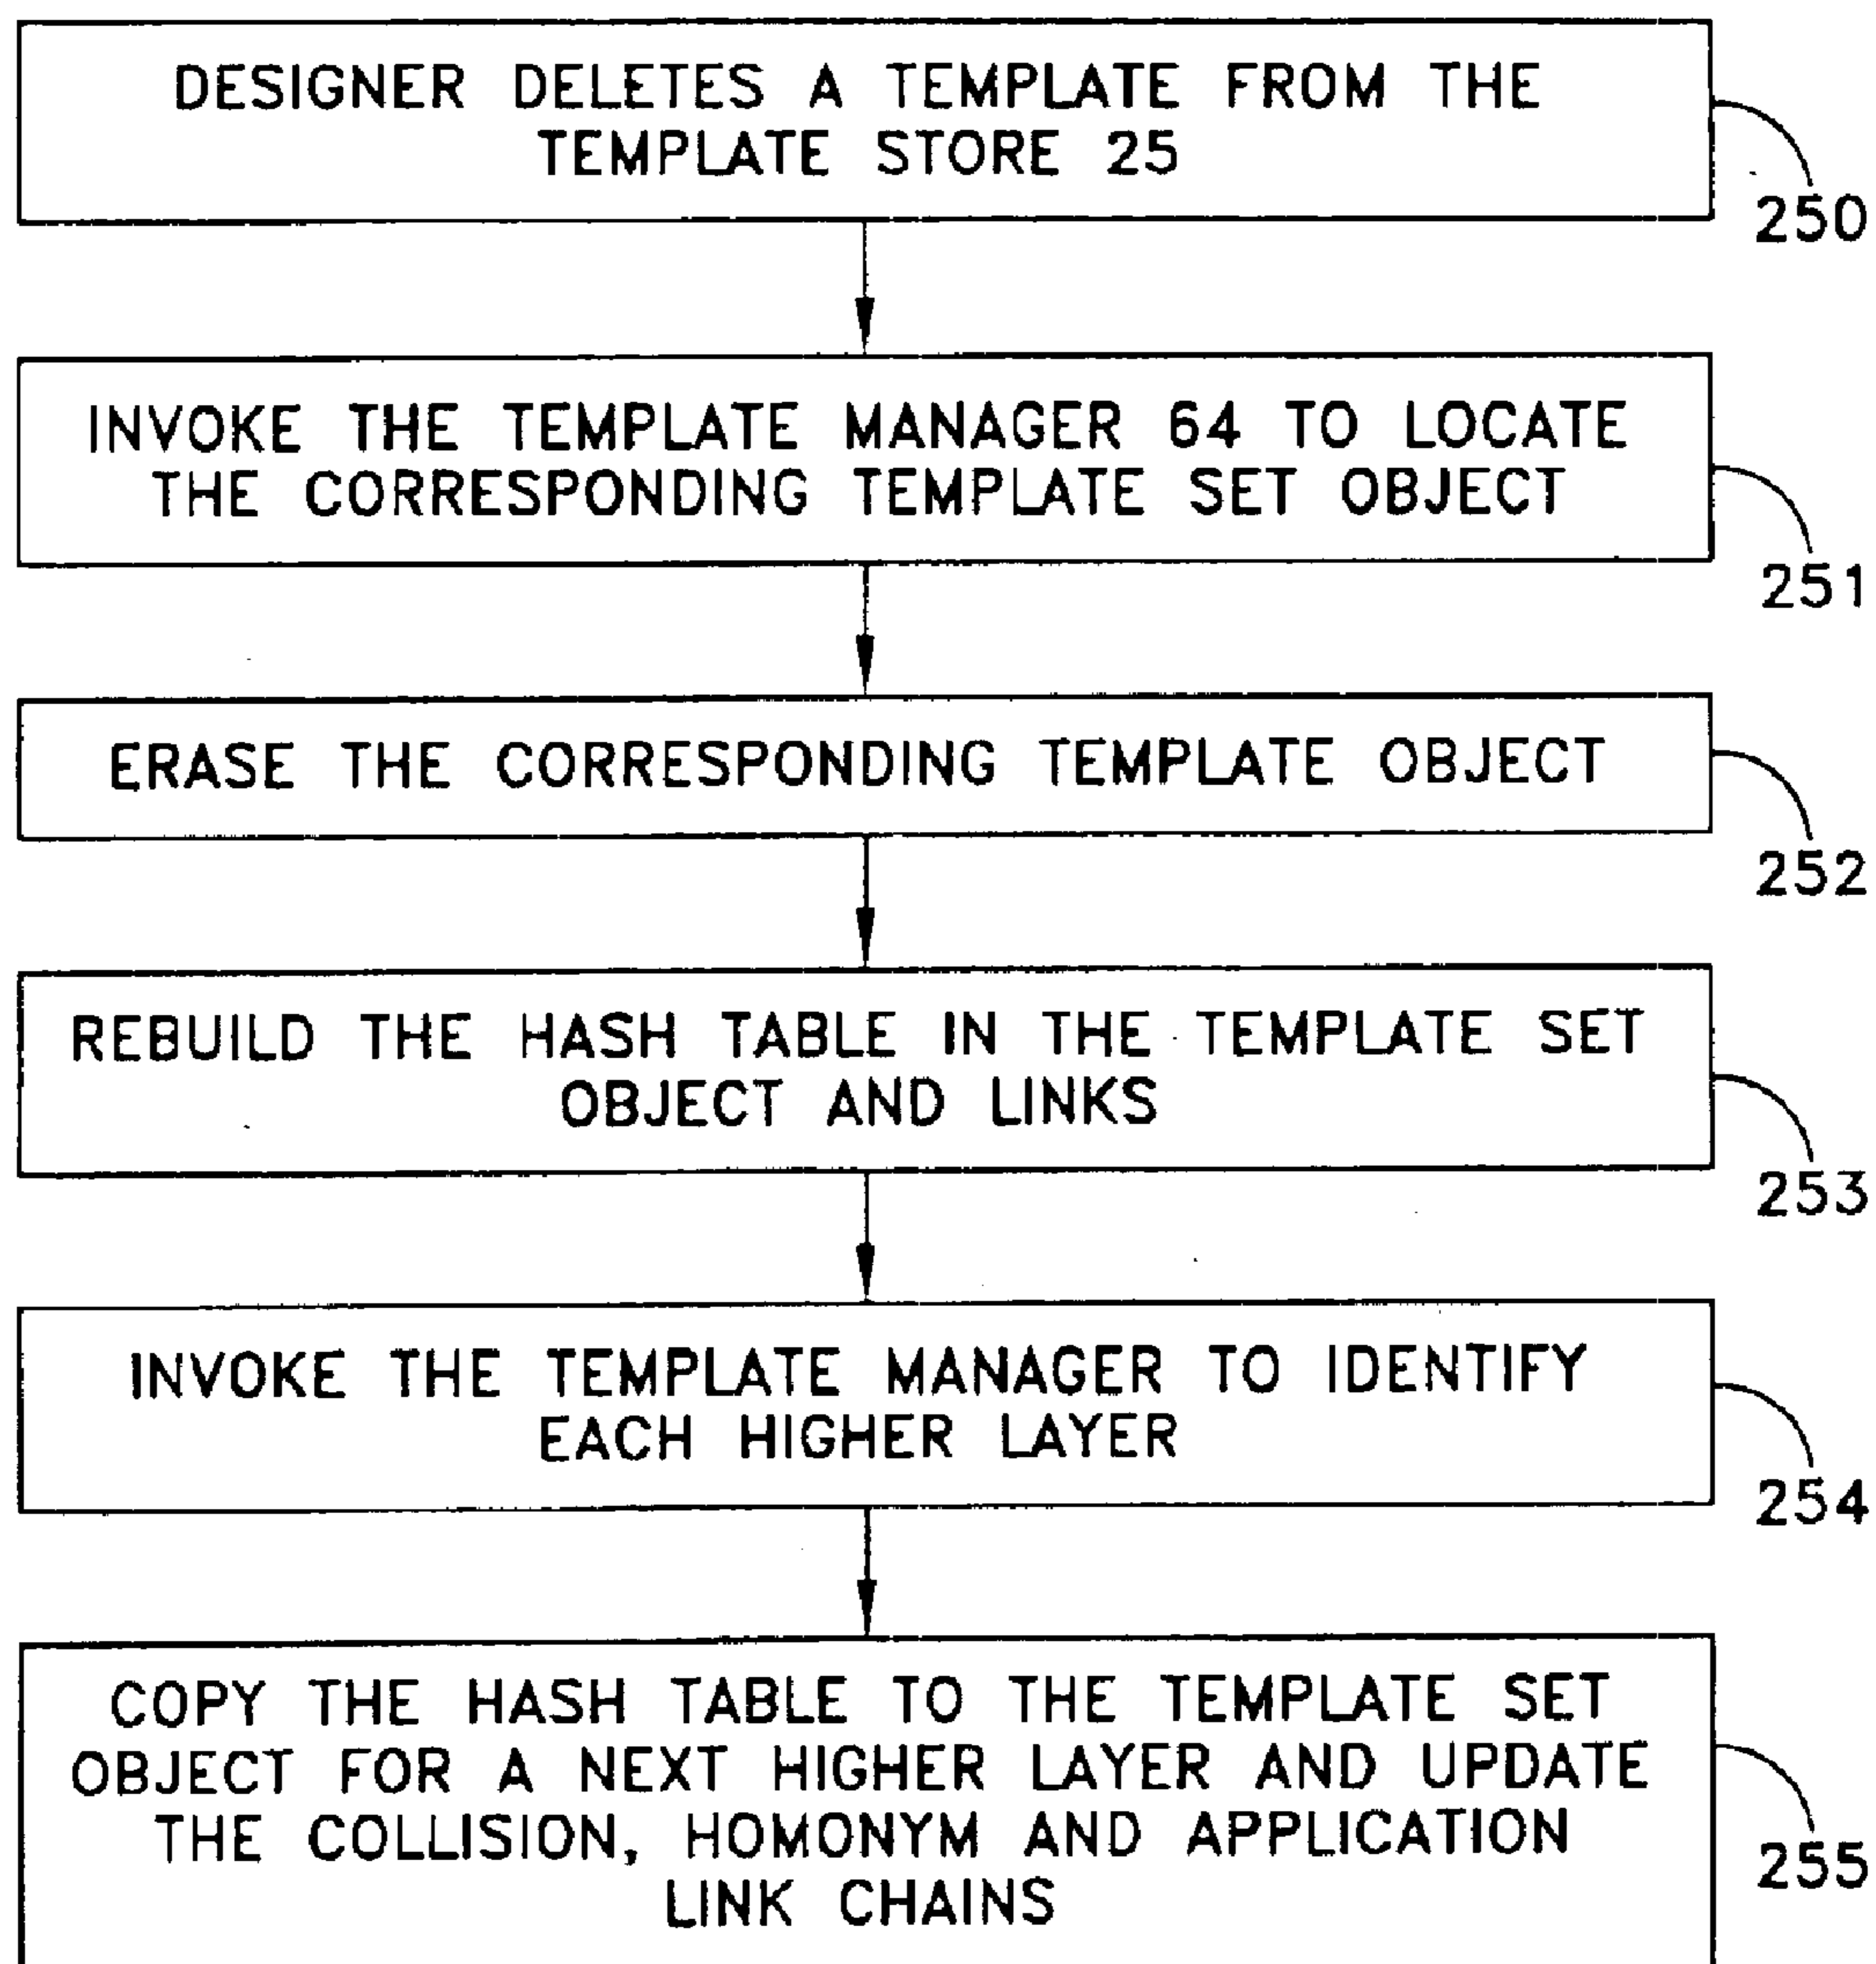 DESIGNER DELETES A TEMPLATE FROM THE
TEMPLATE STORE 25
250
INVOKE THE TEMPLATE MANAGER 64 TO LOCATE
THE CORRESPONDING TEMPLATE SET OBJECT
251
ERASE THE CORRESPONDING TEMPLATE OBJECT
252
REBUILD THE HASH TABLE IN THE TEMPLATE SET
OBJECT AND LINKS
253
INVOKE THE TEMPLATE MANAGER TO IDENTIFY
EACH HIGHER LAYER
254
COPY THE HASH TABLE TO THE TEMPLATE SET
OBJECT FOR A NEXT HIGHER LAYER AND UPDATE
THE COLLISION, HOMONYM AND APPLICATION
LINK CHAINS
255